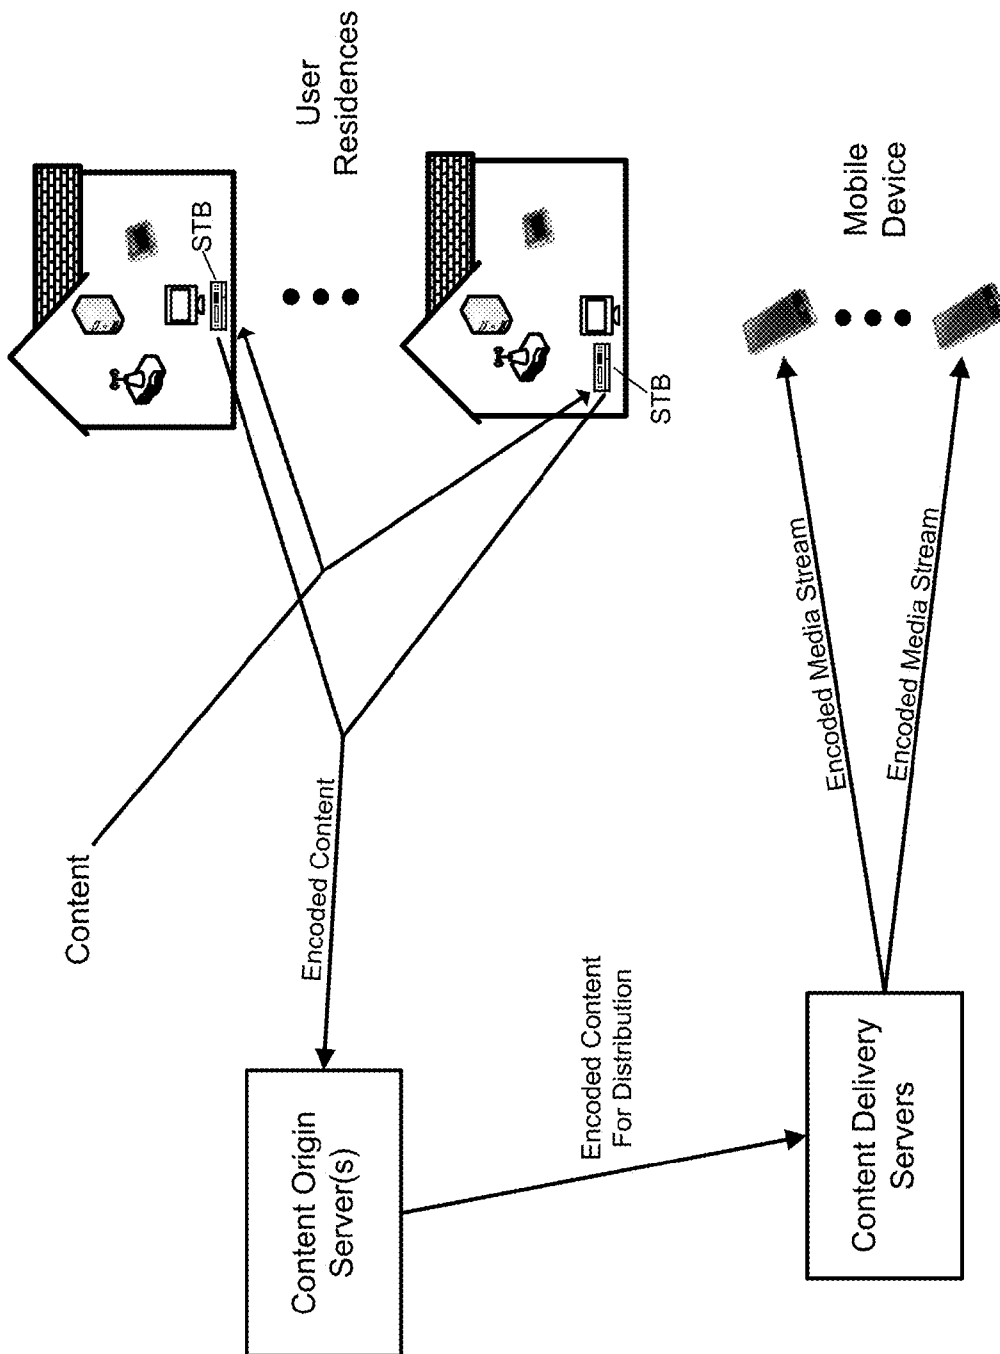 Content
STB
User
Residences
STB
Encoded Content
Content Origin
Server(s)
Encoded Content
For Distribution
Content Delivery
Servers
Encoded Media Stream
Encoded Media Stream
Mobile
Device